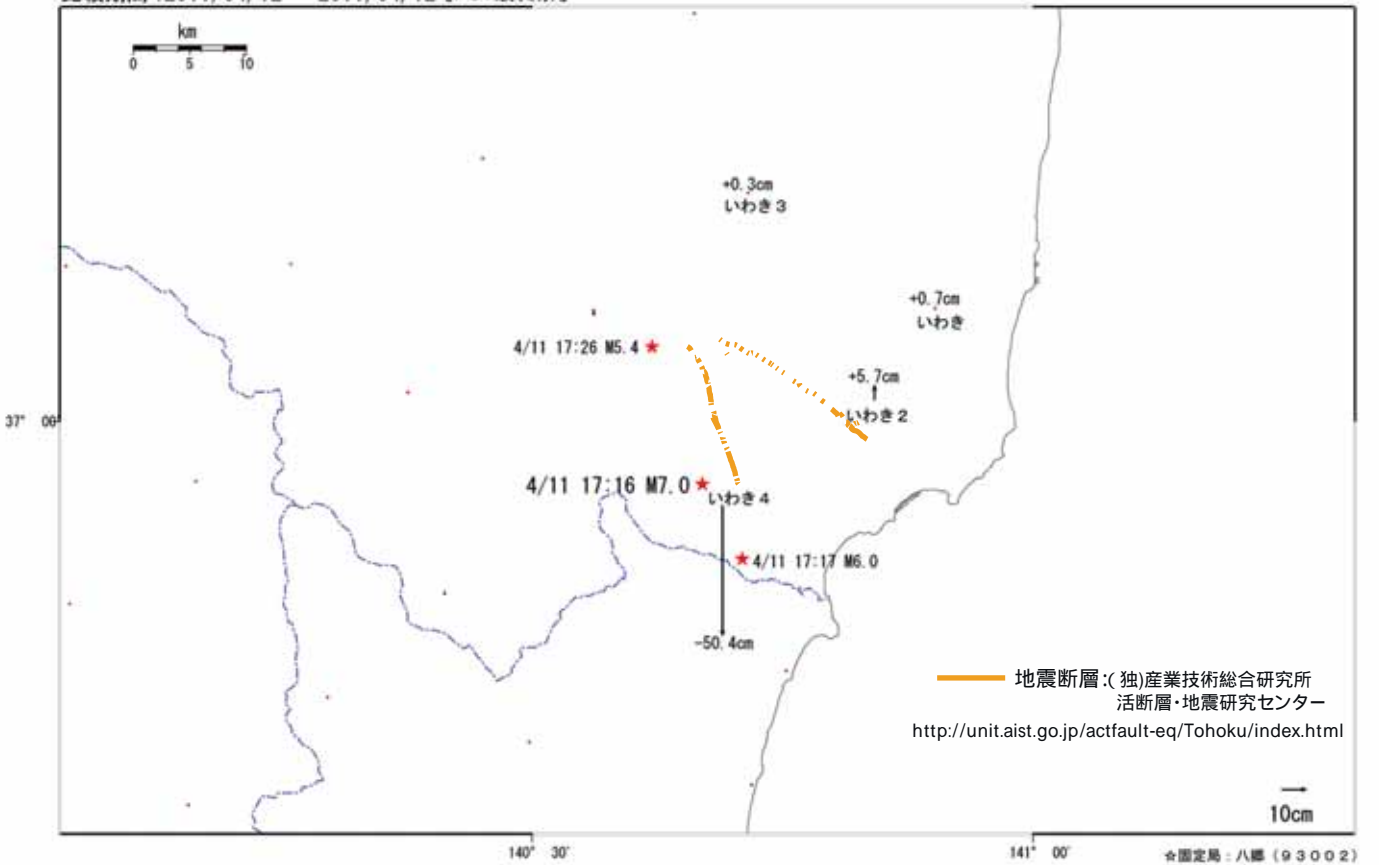 km
0 5 10
+0.3cm
いわき3
+0.7cm
いわき
4/11 17:26 M5.4
+5.7cm
いわき2
37° 00'
4/11 17:16 M7.0
いわき4
4/11 17:17 M6.0
-50.4cm
地震断層:(独)産業技術総合研究所
活断層・地震研究センター
http://unit.aist.go.jp/actfault-eq/Tohoku/index.html
10cm
140° 30'
141° 00'
☆固定局:八郷(93002)